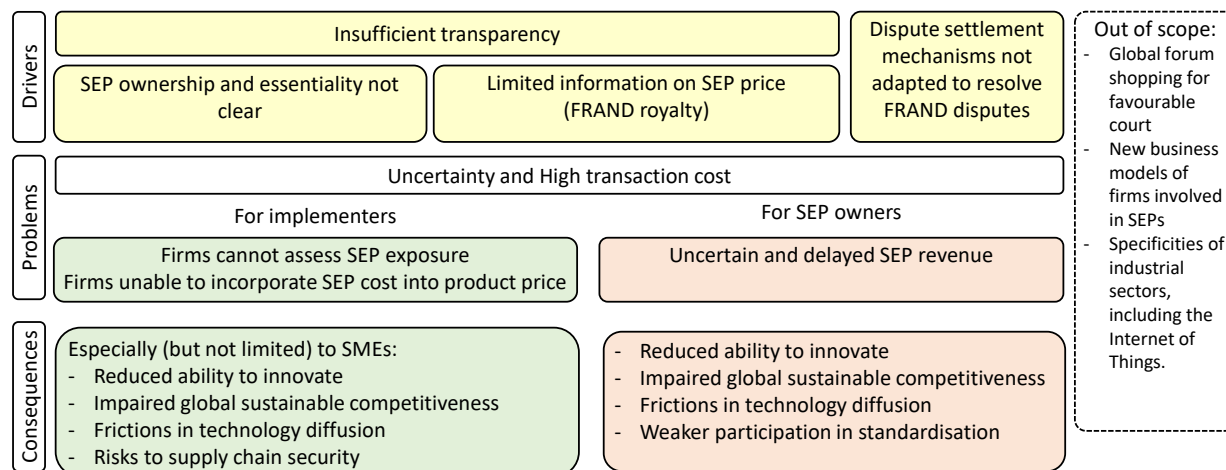 Drivers
Insufficient transparency
SEP ownership and essentiality not
clear
Limited information on SEP price
(FRAND royalty)
Dispute settlement
mechanisms not
adapted to resolve
FRAND disputes
Problems
Uncertainty and High transaction cost
For implementers
For SEP owners
Firms cannot assess SEP exposure
Firms unable to incorporate SEP cost into product price
Uncertain and delayed SEP revenue
Consequences
Especially (but not limited) to SMEs:
- Reduced ability to innovate
- Impaired global sustainable competitiveness
- Frictions in technology diffusion
- Risks to supply chain security
- Reduced ability to innovate
- Impaired global sustainable competitiveness
- Frictions in technology diffusion
- Weaker participation in standardisation
Out of scope:
- Global forum
shopping for
favourable
court
- New business
models of
firms involved
in SEPs
- Specificities of
industrial
sectors,
including the
Internet of
Things.